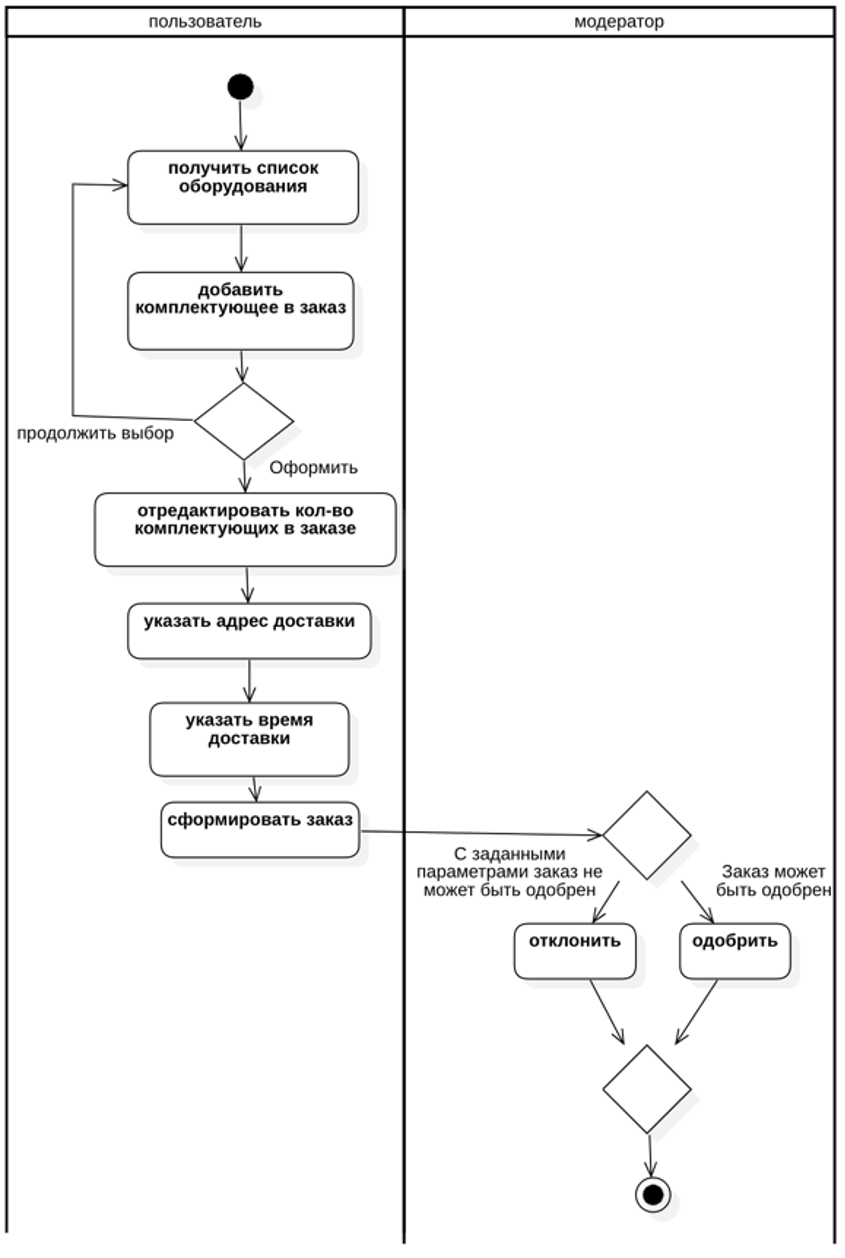 пользователь
модератор
получить список
оборудования
добавить
комплектующее в заказ
продолжить выбор
Оформить
отредактировать кол-во
комплектующих в заказе
указать адрес доставки
указать время
доставки
сформировать заказ
С заданными
параметрами заказ не
может быть одобрен
Заказ может
быть одобрен
отклонить
одобрить